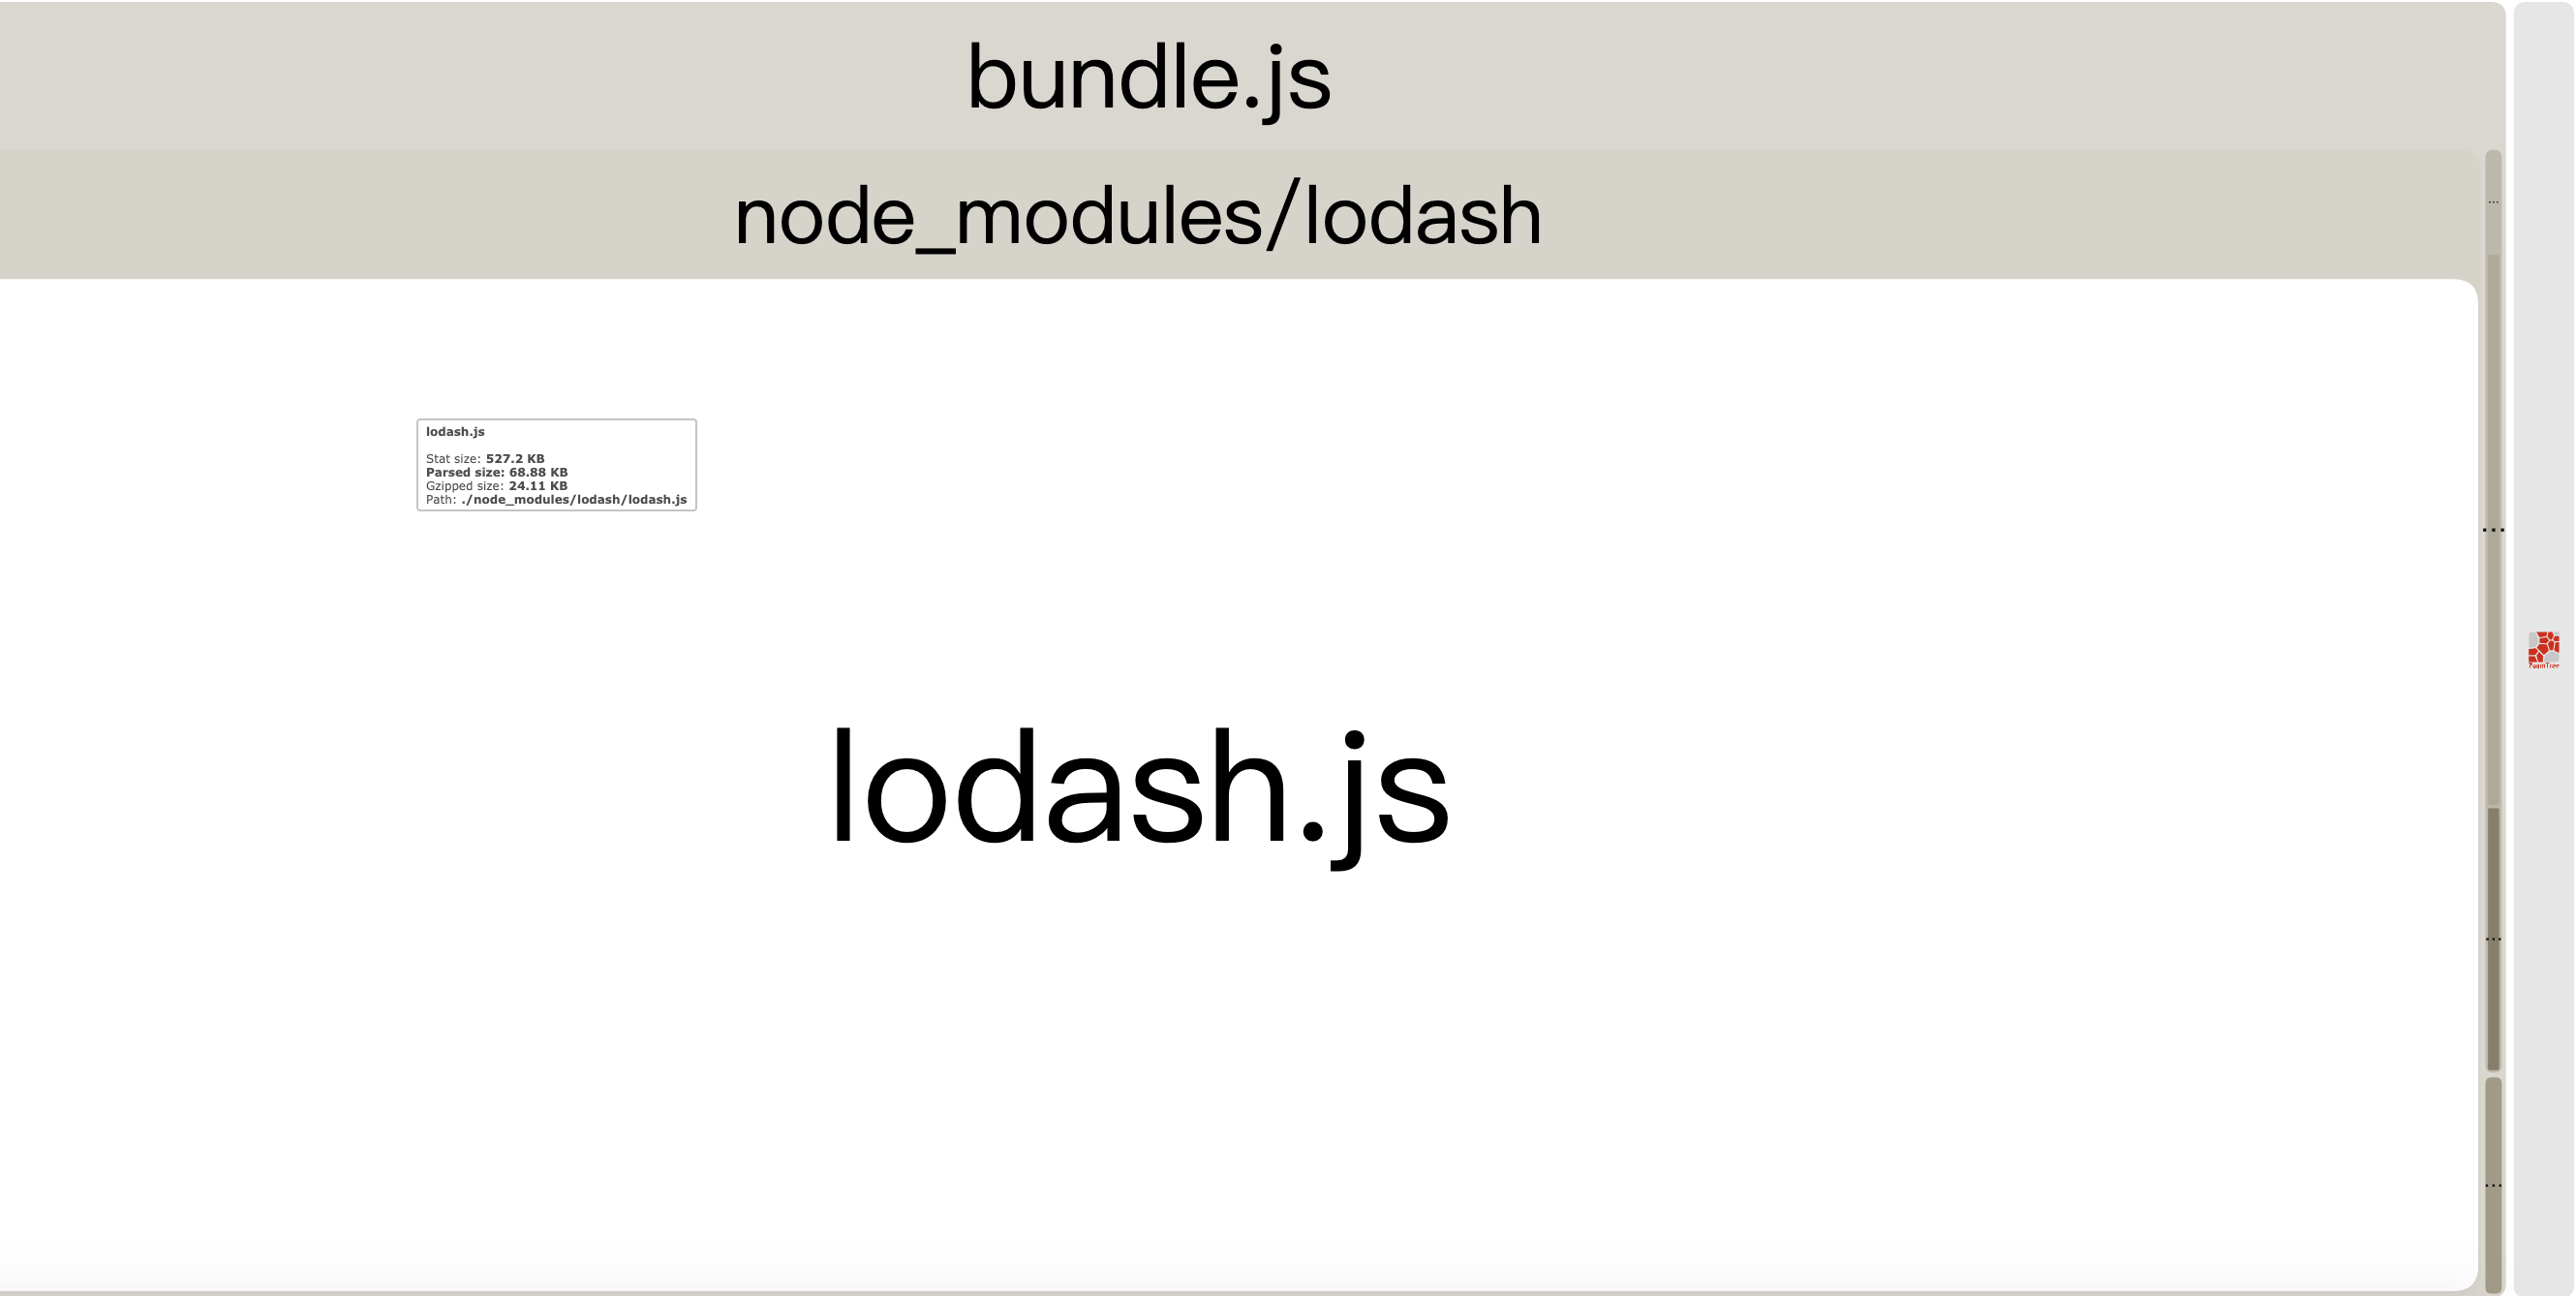 bundle.js
node_modules/lodash
...
lodash.js
Stat size: 527.2 KB
Parsed size: 68.88 KB
Gzipped size: 24.11 KB
Path: ./node_modules/lodash/lodash.js
...
FoamTree
lodash.js
...
...